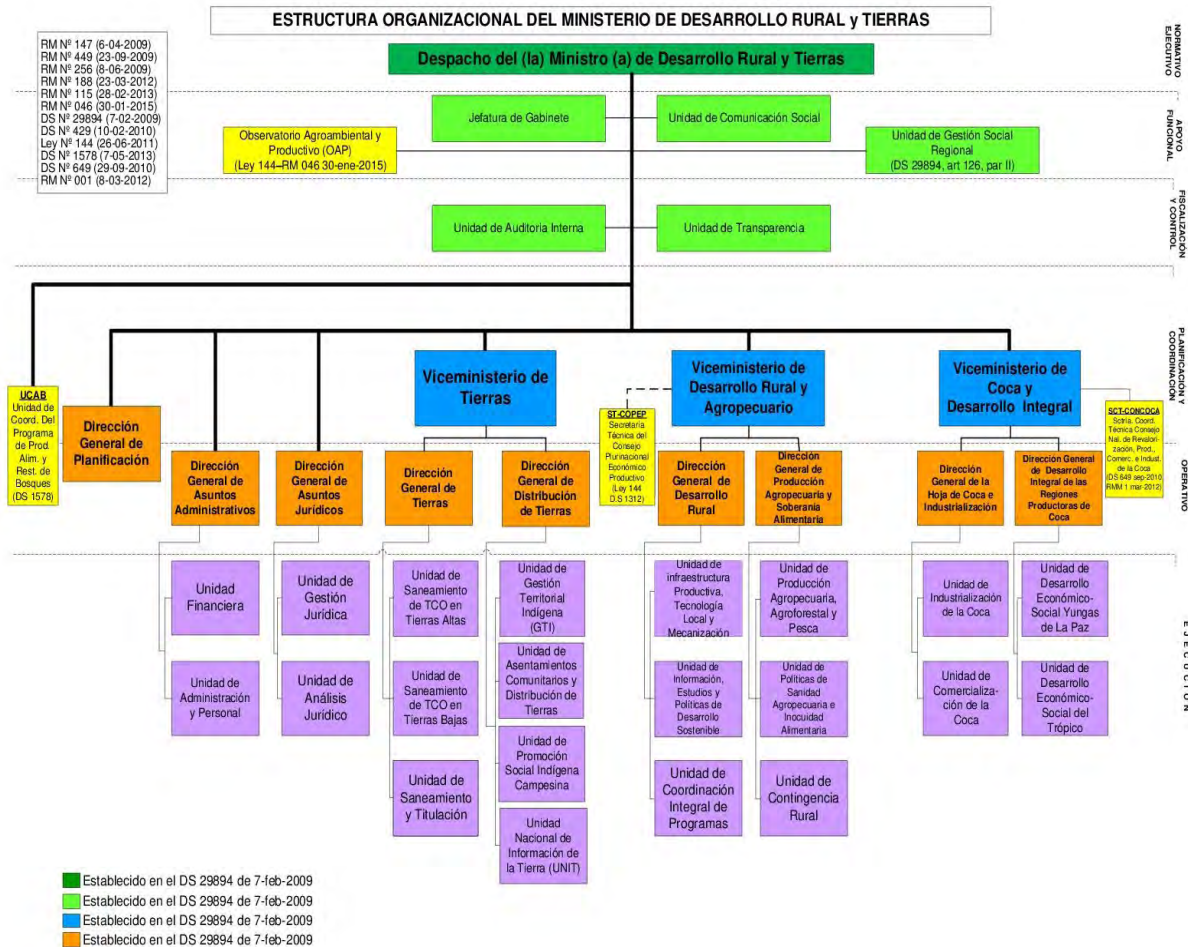 ESTRUCTURA ORGANIZACIONAL DEL MINISTERIO DE DESARROLLO RURAL y TIERRAS
RM Nº 147 (6-04-2009)
RM Nº 449 (23-09-2009)
RM Nº 256 (8-06-2009)
RM Nº 188 (23-03-2012)
RM Nº 115 (28-02-2013)
RM Nº 046 (30-01-2015)
DS Nº 29894 (7-02-2009)
DS Nº 429 (10-02-2010)
Ley Nº 144 (26-06-2011)
DS Nº 1578 (7-05-2013)
DS Nº 649 (29-09-2010)
RM Nº 001 (8-03-2012)
Despacho del (la) Ministro (a) de Desarrollo Rural y Tierras
NORMATIVO
EJECUTIVO
Jefatura de Gabinete
Unidad de Comunicación Social
Observatorio Agroambiental y
Productivo (OAP)
(Ley 144–RM 046 30-ene-2015)
Unidad de Gestión Social
Regional
(DS 29894, art 126, par II)
APOYO
FUNCIONAL
Unidad de Auditoria Interna
Unidad de Transparencia
FISCALIZACIÓN
Y CONTROL
PLANIFICACIÓN Y
COORDINACIÓN
UCAB
Unidad de
Coord. Del
Programa
de Prod.
Alim. y
Rest. de
Bosques
(DS 1578)
Dirección
General de
Planificación
Viceministerio de
Tierras
Viceministerio de
Desarrollo Rural y
Agropecuario
Viceministerio de
Coca y
Desarrollo Integral
ST-COPEP
Secretaría
Técnica del
Consejo
Plurinacional
Económico
Productivo
(Ley 144
D.S 1312)
SCT-CONCOCA
Sctria. Coord.
Técnica Consejo
Nal. de Revalori-
zación, Prod.,
Comerc. e Indust.
de la Coca
(DS 649 sep-2010
RMM 1 mar-2012)
OPERATIVO
Dirección
General de
Asuntos
Administrativos
Dirección
General de
Asuntos
Jurídicos
Dirección
General de
Tierras
Dirección
General de
Distribución
de Tierras
Dirección
General de
Desarrollo
Rural
Dirección
General de
Producción
Agropecuaria y
Soberanía
Alimentaria
Dirección
General de la
Hoja de Coca e
Industrialización
Dirección General
de Desarrollo
Integral de las
Regiones
Productoras de
Coca
EJECUCIÓN
Unidad
Financiera
Unidad de
Administración
y Personal
Unidad de
Gestión
Jurídica
Unidad de
Análisis
Jurídico
Unidad de
Saneamiento
de TCO en
Tierras Altas
Unidad de
Saneamiento
de TCO en
Tierras Bajas
Unidad de
Saneamiento
y Titulación
Unidad de
Gestión
Territorial
Indígena
(GTI)
Unidad de
Asentamientos
Comunitarios y
Distribución de
Tierras
Unidad de
Promoción
Social Indígena
Campesina
Unidad
Nacional de
Información de
la Tierra (UNIT)
Unidad de
infraestructura
Productiva,
Tecnología
Local y
Mecanización
Unidad de
Información,
Estudios y
Políticas de
Desarrollo
Sostenible
Unidad de
Coordinación
Integral de
Programas
Unidad de
Producción
Agropecuaria,
Agroforestal y
Pesca
Unidad de
Políticas de
Sanidad
Agropecuaria e
Inocuidad
Alimentaria
Unidad de
Contingencia
Rural
Unidad de
Industrialización
de la Coca
Unidad de
Comercializa-
ción de la
Coca
Unidad de
Desarrollo
Económico-
Social Yungas
de La Paz
Unidad de
Desarrollo
Económico-
Social del
Trópico
Establecido en el DS 29894 de 7-feb-2009
Establecido en el DS 29894 de 7-feb-2009
Establecido en el DS 29894 de 7-feb-2009
Establecido en el DS 29894 de 7-feb-2009